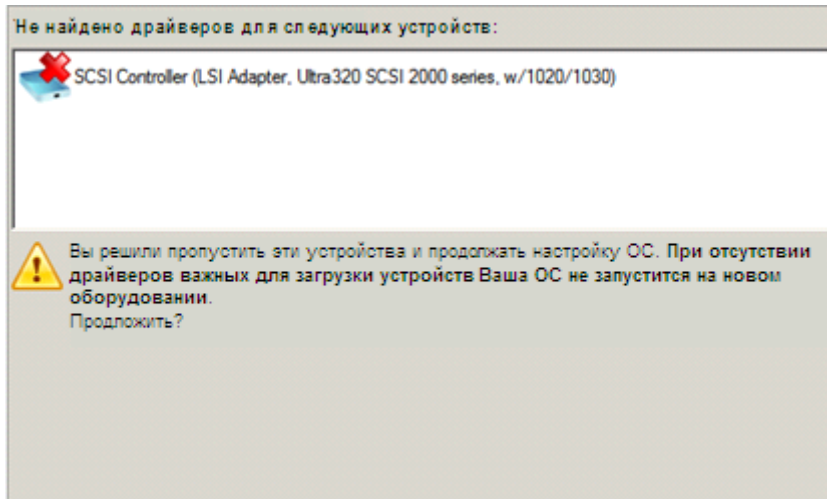 Не найдено драйверов для следующих устройств:
SCSI Controller (LSI Adapter, Ultra320 SCSI 2000 series, w/1020/1030)
Вы решили пропустить эти устройства и продолжать настройку ОС. При отсутствии
драйверов важных для загрузки устройств Ваша ОС не запустится на новом
оборудовании.
Продложить?